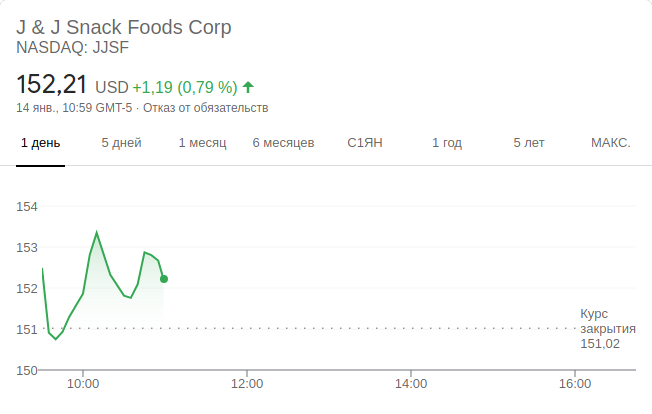 J & J Snack Foods Corp
NASDAQ: JJSF
152,21 USD +1,19 (0,79 %)
14 янв., 10:59 GMT-5 · Отказ от обязательств
1 день 5 дней 1 месяц 6 месяцев С1ЯН 1 год 5 лет МАКС.
154
153
152
Курс
151 закрытия
151,02
150
10:00 12:00 14:00 16:00